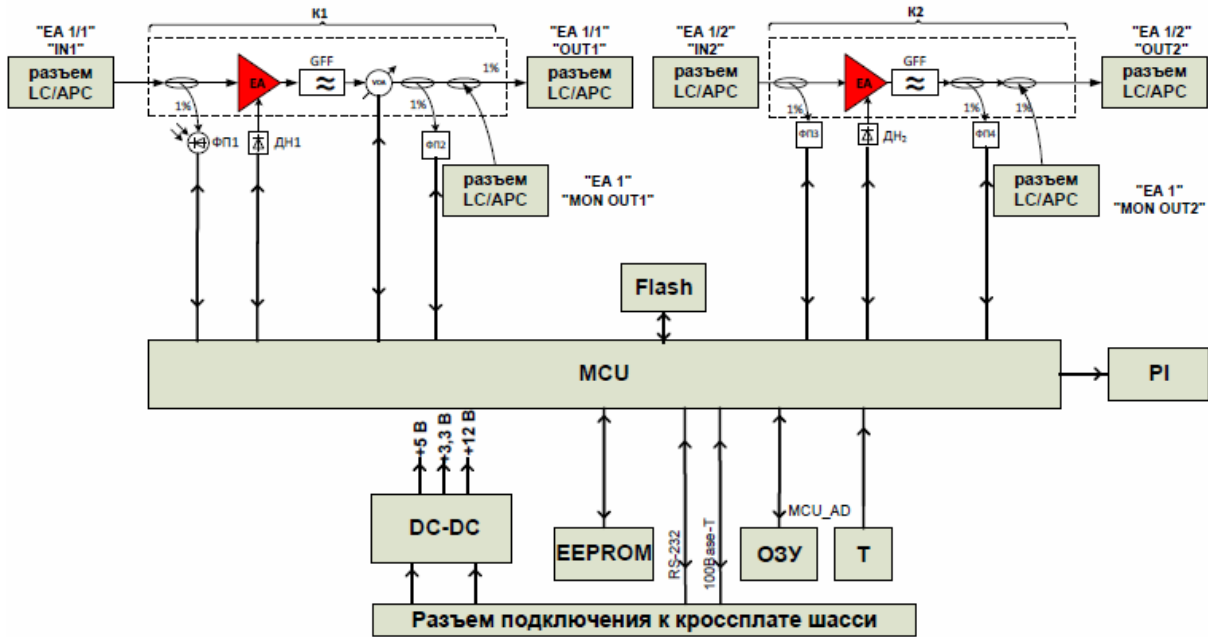 К1
К2
"EA 1/1"
"IN1"
разъем
LC/APC
1%
EA
GFF
VOA
1%
1%
"EA 1/1"
"OUT1"
разъем
LC/APC
"EA 1/2"
"IN2"
разъем
LC/APC
1%
EA
GFF
1%
1%
"EA 1/2"
"OUT2"
разъем
LC/APC
ФП1
ДН1
ФП2
разъем
LC/APC
"EA 1"
"MON OUT1"
ФП3
ДН₂
ФП4
разъем
LC/APC
"EA 1"
"MON OUT2"
Flash
MCU
PI
+5 В
+3,3 В
+12 В
DC-DC
EEPROM
RS-232
100Base-T
MCU_AD
ОЗУ
T
Разъем подключения к кроссплате шасси